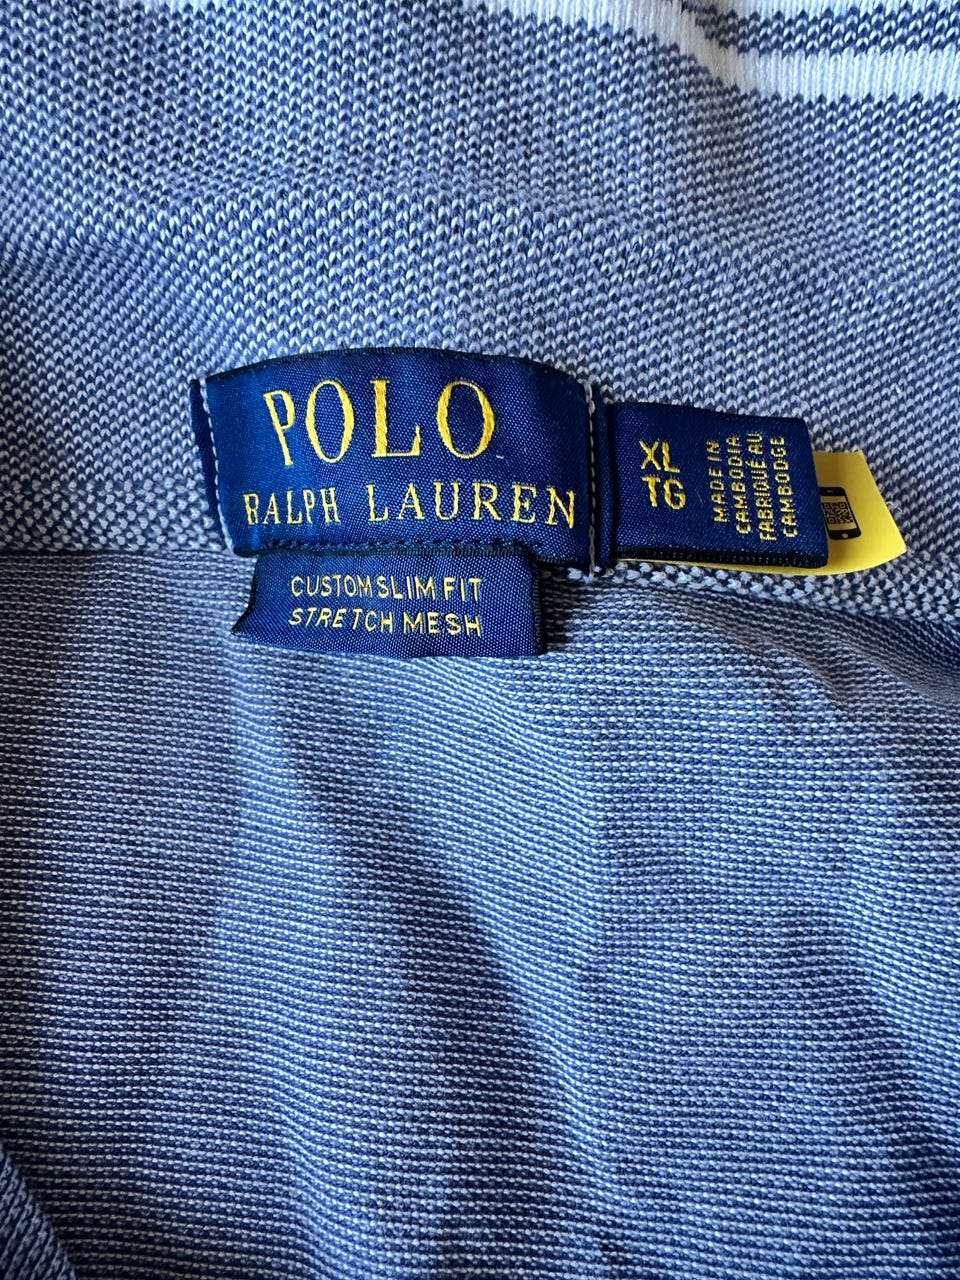 POLO
RALPH LAUREN
CUSTOM SLIM FIT
STRETCH MESH
XL
TG
MADE IN
CAMBODIA
FABRIQUÉ AU
CAMBODGE